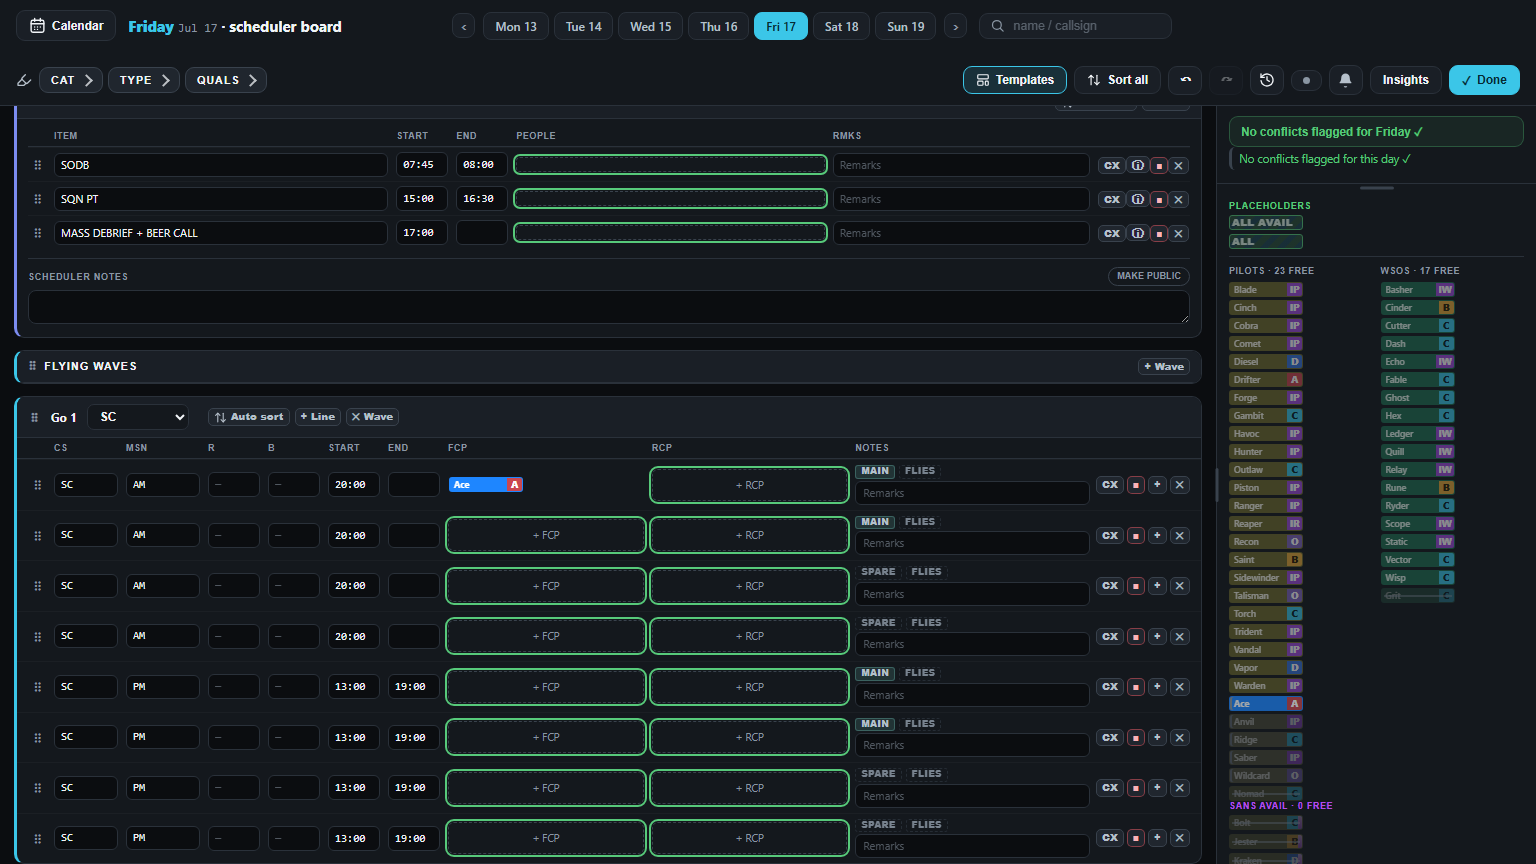 Calendar
Friday Jul 17 · scheduler board
‹ Mon 13 Tue 14 Wed 15 Thu 16 Fri 17 Sat 18 Sun 19 ›
name / callsign
CAT TYPE QUALS
Templates Sort all Insights ✓ Done
ITEM START END PEOPLE RMKS
SODB 07:45 08:00 Remarks CX
SQN PT 15:00 16:30 Remarks CX
MASS DEBRIEF + BEER CALL 17:00 Remarks CX
SCHEDULER NOTES MAKE PUBLIC
FLYING WAVES + Wave
Go 1 SC Auto sort + Line ✕ Wave
CS MSN R B START END FCP RCP NOTES
MAIN FLIES
SC AM – – 20:00 Ace A + RCP Remarks CX
MAIN FLIES
SC AM – – 20:00 + FCP + RCP Remarks CX
SPARE FLIES
SC AM – – 20:00 + FCP + RCP Remarks CX
SPARE FLIES
SC AM – – 20:00 + FCP + RCP Remarks CX
MAIN FLIES
SC PM – – 13:00 19:00 + FCP + RCP Remarks CX
MAIN FLIES
SC PM – – 13:00 19:00 + FCP + RCP Remarks CX
SPARE FLIES
SC PM – – 13:00 19:00 + FCP + RCP Remarks CX
SPARE FLIES
SC PM – – 13:00 19:00 + FCP + RCP Remarks CX
No conflicts flagged for Friday ✓
No conflicts flagged for this day ✓
PLACEHOLDERS
ALL AVAIL
ALL
PILOTS · 23 FREE
Blade IP
Cinch IP
Cobra IP
Comet IP
Diesel D
Drifter A
Forge IP
Gambit C
Havoc IP
Hunter IP
Outlaw C
Piston IP
Ranger IP
Reaper IR
Recon O
Saint B
Sidewinder IP
Talisman O
Torch C
Trident IP
Vandal IP
Vapor D
Warden IP
Ace A
Anvil IP
Ridge C
Saber IP
Wildcard O
Nomad C
WSOS · 17 FREE
Basher IW
Cinder B
Cutter C
Dash C
Echo IW
Fable C
Ghost C
Hex C
Ledger IW
Quill IW
Relay IW
Rune B
Ryder C
Scope IW
Static IW
Vector C
Wisp C
Grit C
SANS AVAIL · 0 FREE
Bolt C
Jester
Kraken